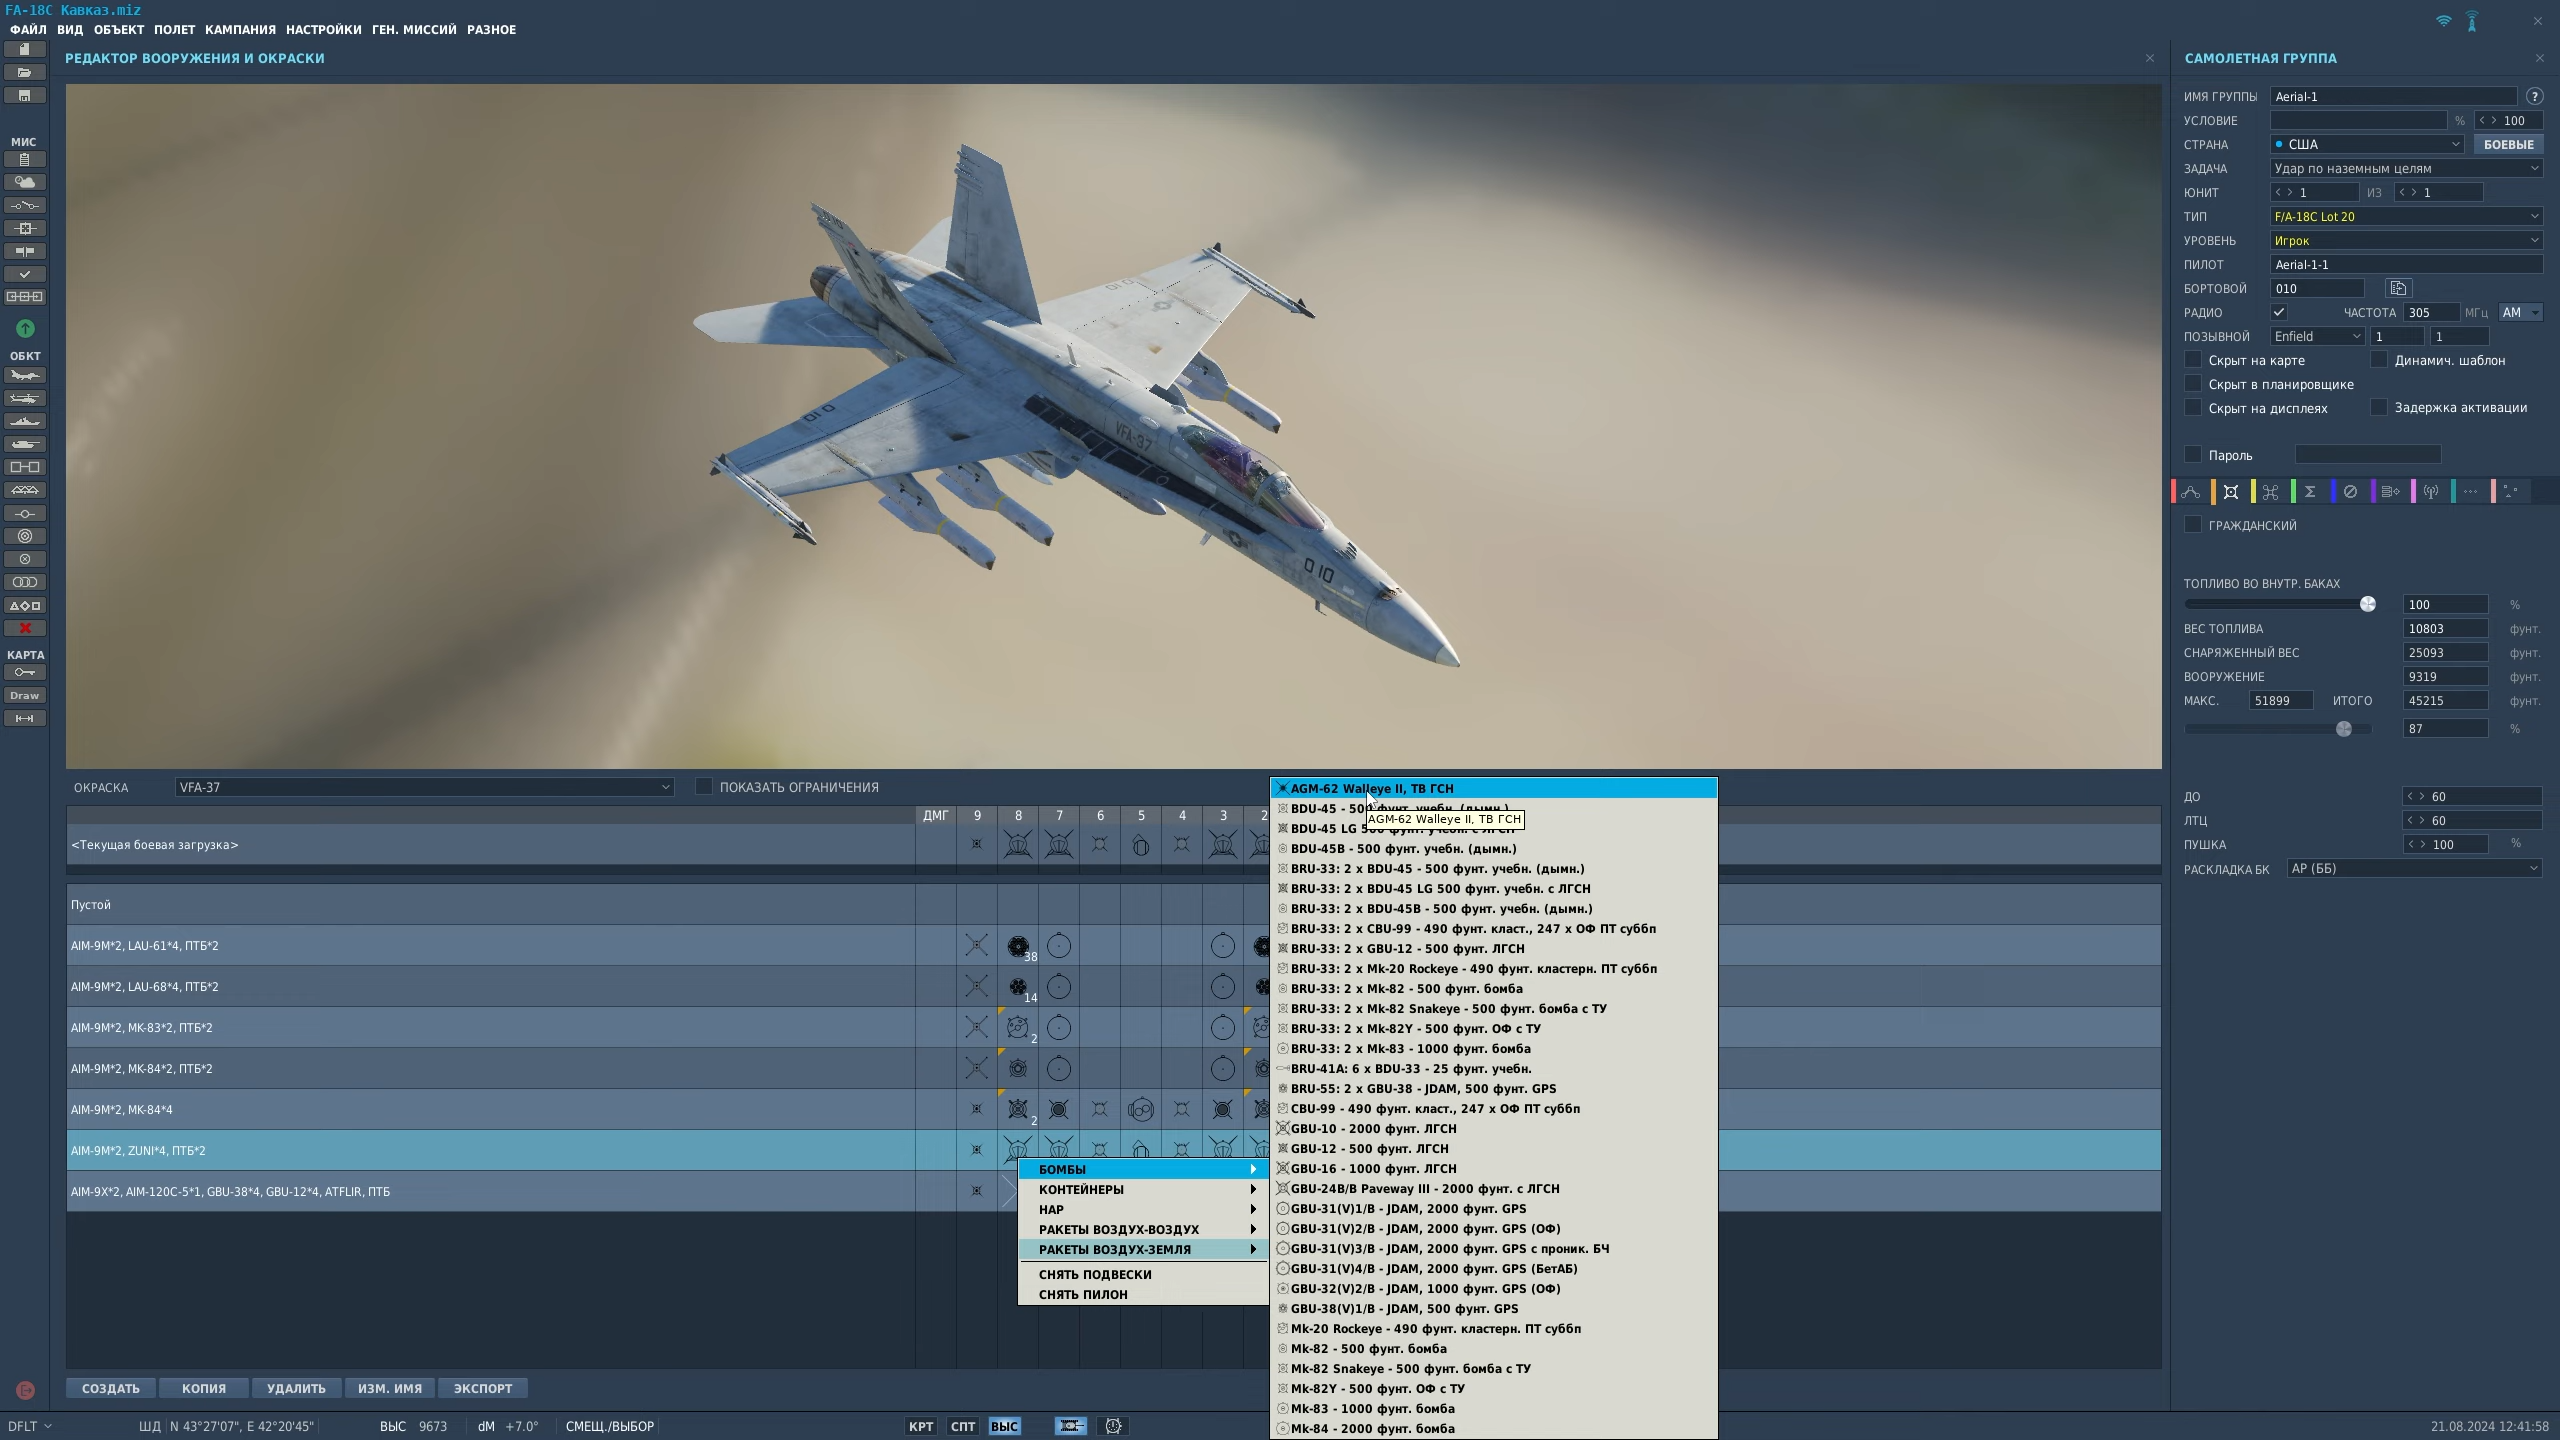 FA-18C Кавказ.miz
ФАЙЛ ВИД ОБЪЕКТ ПОЛЕТ КАМПАНИЯ НАСТРОЙКИ ГЕН. МИССИЙ РАЗНОЕ
РЕДАКТОР ВООРУЖЕНИЯ И ОКРАСКИ
МИС
ОБКТ
КАРТА
Draw
VFA-37
010
010
010
ОКРАСКА VFA-37 ПОКАЗАТЬ ОГРАНИЧЕНИЯ
ДМГ 9 8 7 6 5 4 3 2
<Текущая боевая загрузка>
Пустой
AIM-9M*2, LAU-61*4, ПТБ*2 38
AIM-9M*2, LAU-68*4, ПТБ*2 14
AIM-9M*2, MK-83*2, ПТБ*2 2
AIM-9M*2, MK-84*2, ПТБ*2
AIM-9M*2, MK-84*4 2
AIM-9M*2, ZUNI*4, ПТБ*2
AIM-9X*2, AIM-120C-5*1, GBU-38*4, GBU-12*4, ATFLIR, ПТБ
БОМБЫ
КОНТЕЙНЕРЫ
НАР
РАКЕТЫ ВОЗДУХ-ВОЗДУХ
РАКЕТЫ ВОЗДУХ-ЗЕМЛЯ
СНЯТЬ ПОДВЕСКИ
СНЯТЬ ПИЛОН
AGM-62 Walleye II, ТВ ГСН
BDU-45 - 500 фунт. учебн. (дымн.)
AGM-62 Walleye II, ТВ ГСН
BDU-45 LG 500 фунт. учебн. с ЛГСН
BDU-45B - 500 фунт. учебн. (дымн.)
BRU-33: 2 x BDU-45 - 500 фунт. учебн. (дымн.)
BRU-33: 2 x BDU-45 LG 500 фунт. учебн. с ЛГСН
BRU-33: 2 x BDU-45B - 500 фунт. учебн. (дымн.)
BRU-33: 2 x CBU-99 - 490 фунт. класт., 247 x ОФ ПТ суббп
BRU-33: 2 x GBU-12 - 500 фунт. ЛГСН
BRU-33: 2 x Mk-20 Rockeye - 490 фунт. кластерн. ПТ суббп
BRU-33: 2 x Mk-82 - 500 фунт. бомба
BRU-33: 2 x Mk-82 Snakeye - 500 фунт. бомба с ТУ
BRU-33: 2 x Mk-82Y - 500 фунт. ОФ с ТУ
BRU-33: 2 x Mk-83 - 1000 фунт. бомба
BRU-41A: 6 x BDU-33 - 25 фунт. учебн.
BRU-55: 2 x GBU-38 - JDAM, 500 фунт. GPS
CBU-99 - 490 фунт. класт., 247 x ОФ ПТ суббп
GBU-10 - 2000 фунт. ЛГСН
GBU-12 - 500 фунт. ЛГСН
GBU-16 - 1000 фунт. ЛГСН
GBU-24B/B Paveway III - 2000 фунт. с ЛГСН
GBU-31(V)1/B - JDAM, 2000 фунт. GPS
GBU-31(V)2/B - JDAM, 2000 фунт. GPS (ОФ)
GBU-31(V)3/B - JDAM, 2000 фунт. GPS с проник. БЧ
GBU-31(V)4/B - JDAM, 2000 фунт. GPS (БетАБ)
GBU-32(V)2/B - JDAM, 1000 фунт. GPS (ОФ)
GBU-38(V)1/B - JDAM, 500 фунт. GPS
Mk-20 Rockeye - 490 фунт. кластерн. ПТ суббп
Mk-82 - 500 фунт. бомба
Mk-82 Snakeye - 500 фунт. бомба с ТУ
Mk-82Y - 500 фунт. ОФ с ТУ
Mk-83 - 1000 фунт. бомба
Mk-84 - 2000 фунт. бомба
СОЗДАТЬ КОПИЯ УДАЛИТЬ ИЗМ. ИМЯ ЭКСПОРТ
САМОЛЕТНАЯ ГРУППА
ИМЯ ГРУППЫ Aerial-1 ?
УСЛОВИЕ % < > 100
СТРАНА США БОЕВЫЕ
ЗАДАЧА Удар по наземным целям
ЮНИТ < > 1 ИЗ < > 1
ТИП F/A-18C Lot 20
УРОВЕНЬ Игрок
ПИЛОТ Aerial-1-1
БОРТОВОЙ 010
РАДИО ЧАСТОТА 305 МГц AM
ПОЗЫВНОЙ Enfield 1 1
Скрыт на карте Динамич. шаблон
Скрыт в планировщике
Скрыт на дисплеях Задержка активации
Пароль
ГРАЖДАНСКИЙ
ТОПЛИВО ВО ВНУТР. БАКАХ
100 %
ВЕС ТОПЛИВА 10803 фунт.
СНАРЯЖЕННЫЙ ВЕС 25093 фунт.
ВООРУЖЕНИЕ 9319 фунт.
МАКС. 51899 ИТОГО 45215 фунт.
87 %
ДО < > 60
ЛТЦ < > 60
ПУШКА < > 100 %
РАСКЛАДКА БК AP (ББ)
DFLT ШД N 43°27'07", E 42°20'45" ВЫС 9673 dM +7.0° СМЕЩ./ВЫБОР КРТ СПТ ВЫС 21.08.2024 12:41:58